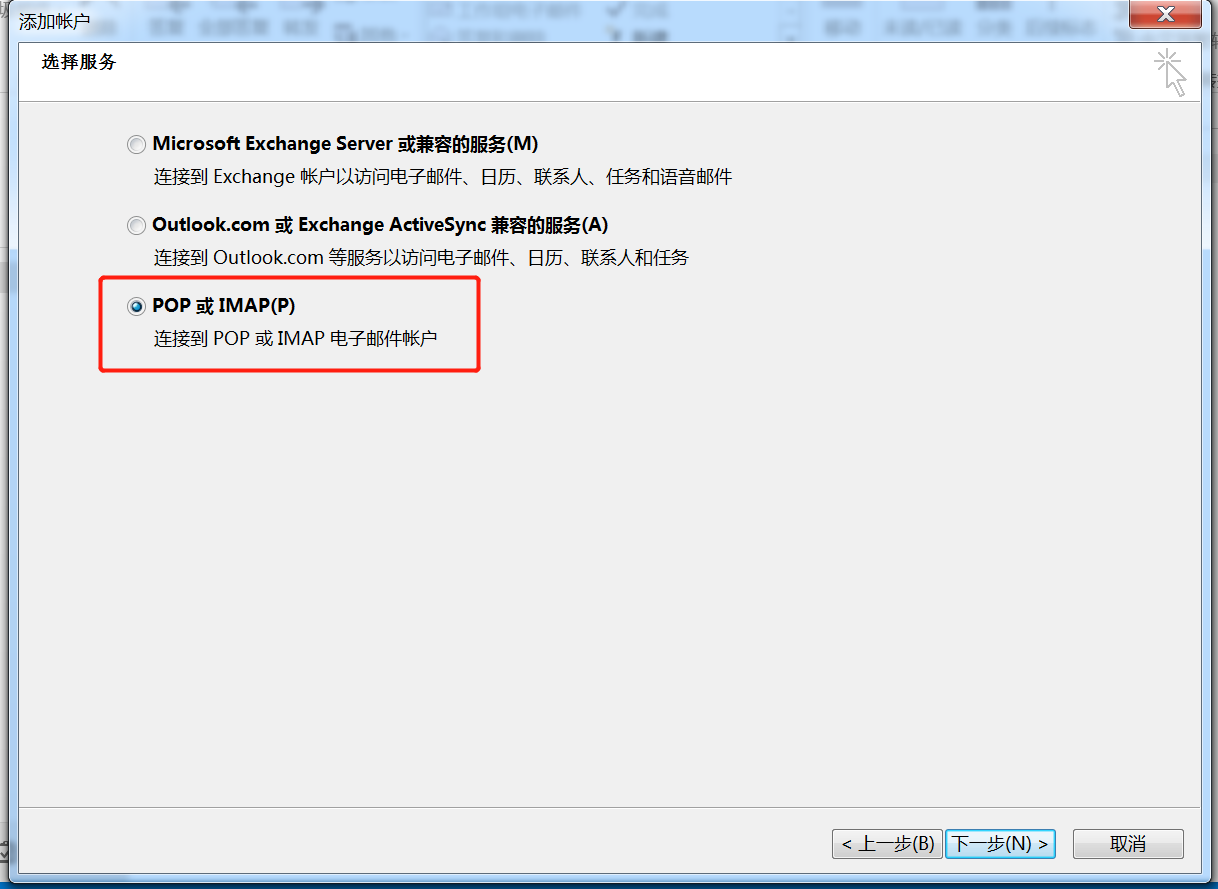 添加帐户
选择服务
Microsoft Exchange Server 或兼容的服务(M)
连接到 Exchange 帐户以访问电子邮件、日历、联系人、任务和语音邮件
Outlook.com 或 Exchange ActiveSync 兼容的服务(A)
连接到 Outlook.com 等服务以访问电子邮件、日历、联系人和任务
POP 或 IMAP(P)
连接到 POP 或 IMAP 电子邮件帐户
< 上一步(B) 下一步(N) > 取消